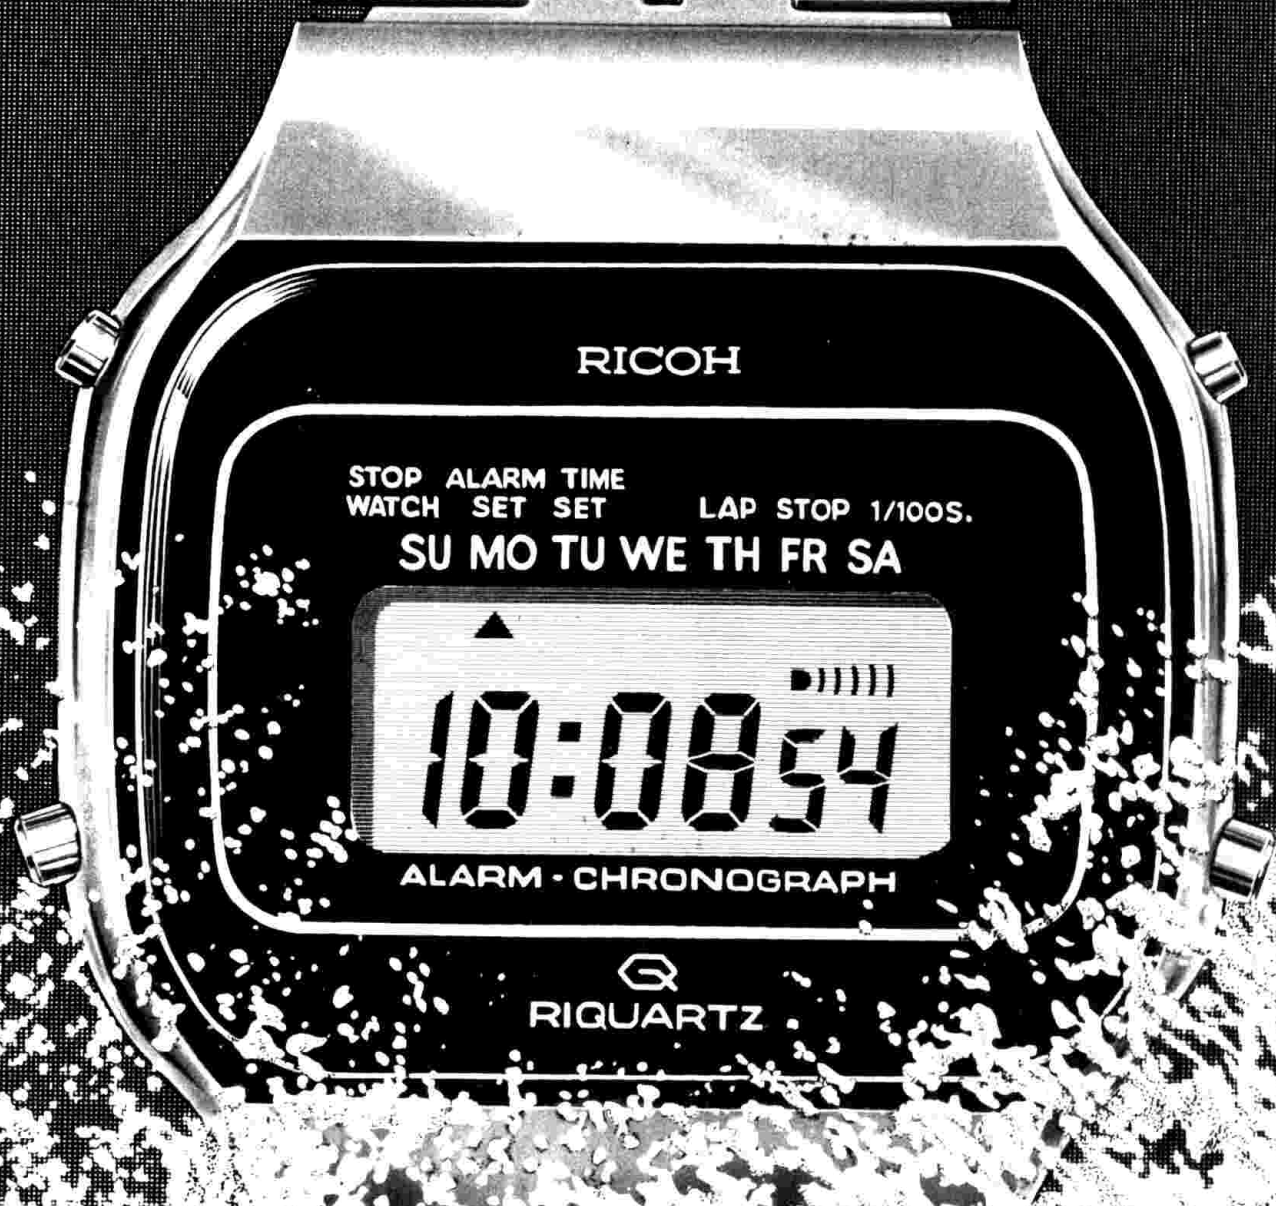 RICOH
STOP ALARM TIME
WATCH SET SET LAP STOP 1/100S.
SU MO TU WE TH FR SA
10:08 54
ALARM-CHRONOGRAPH
RIQUARTZ